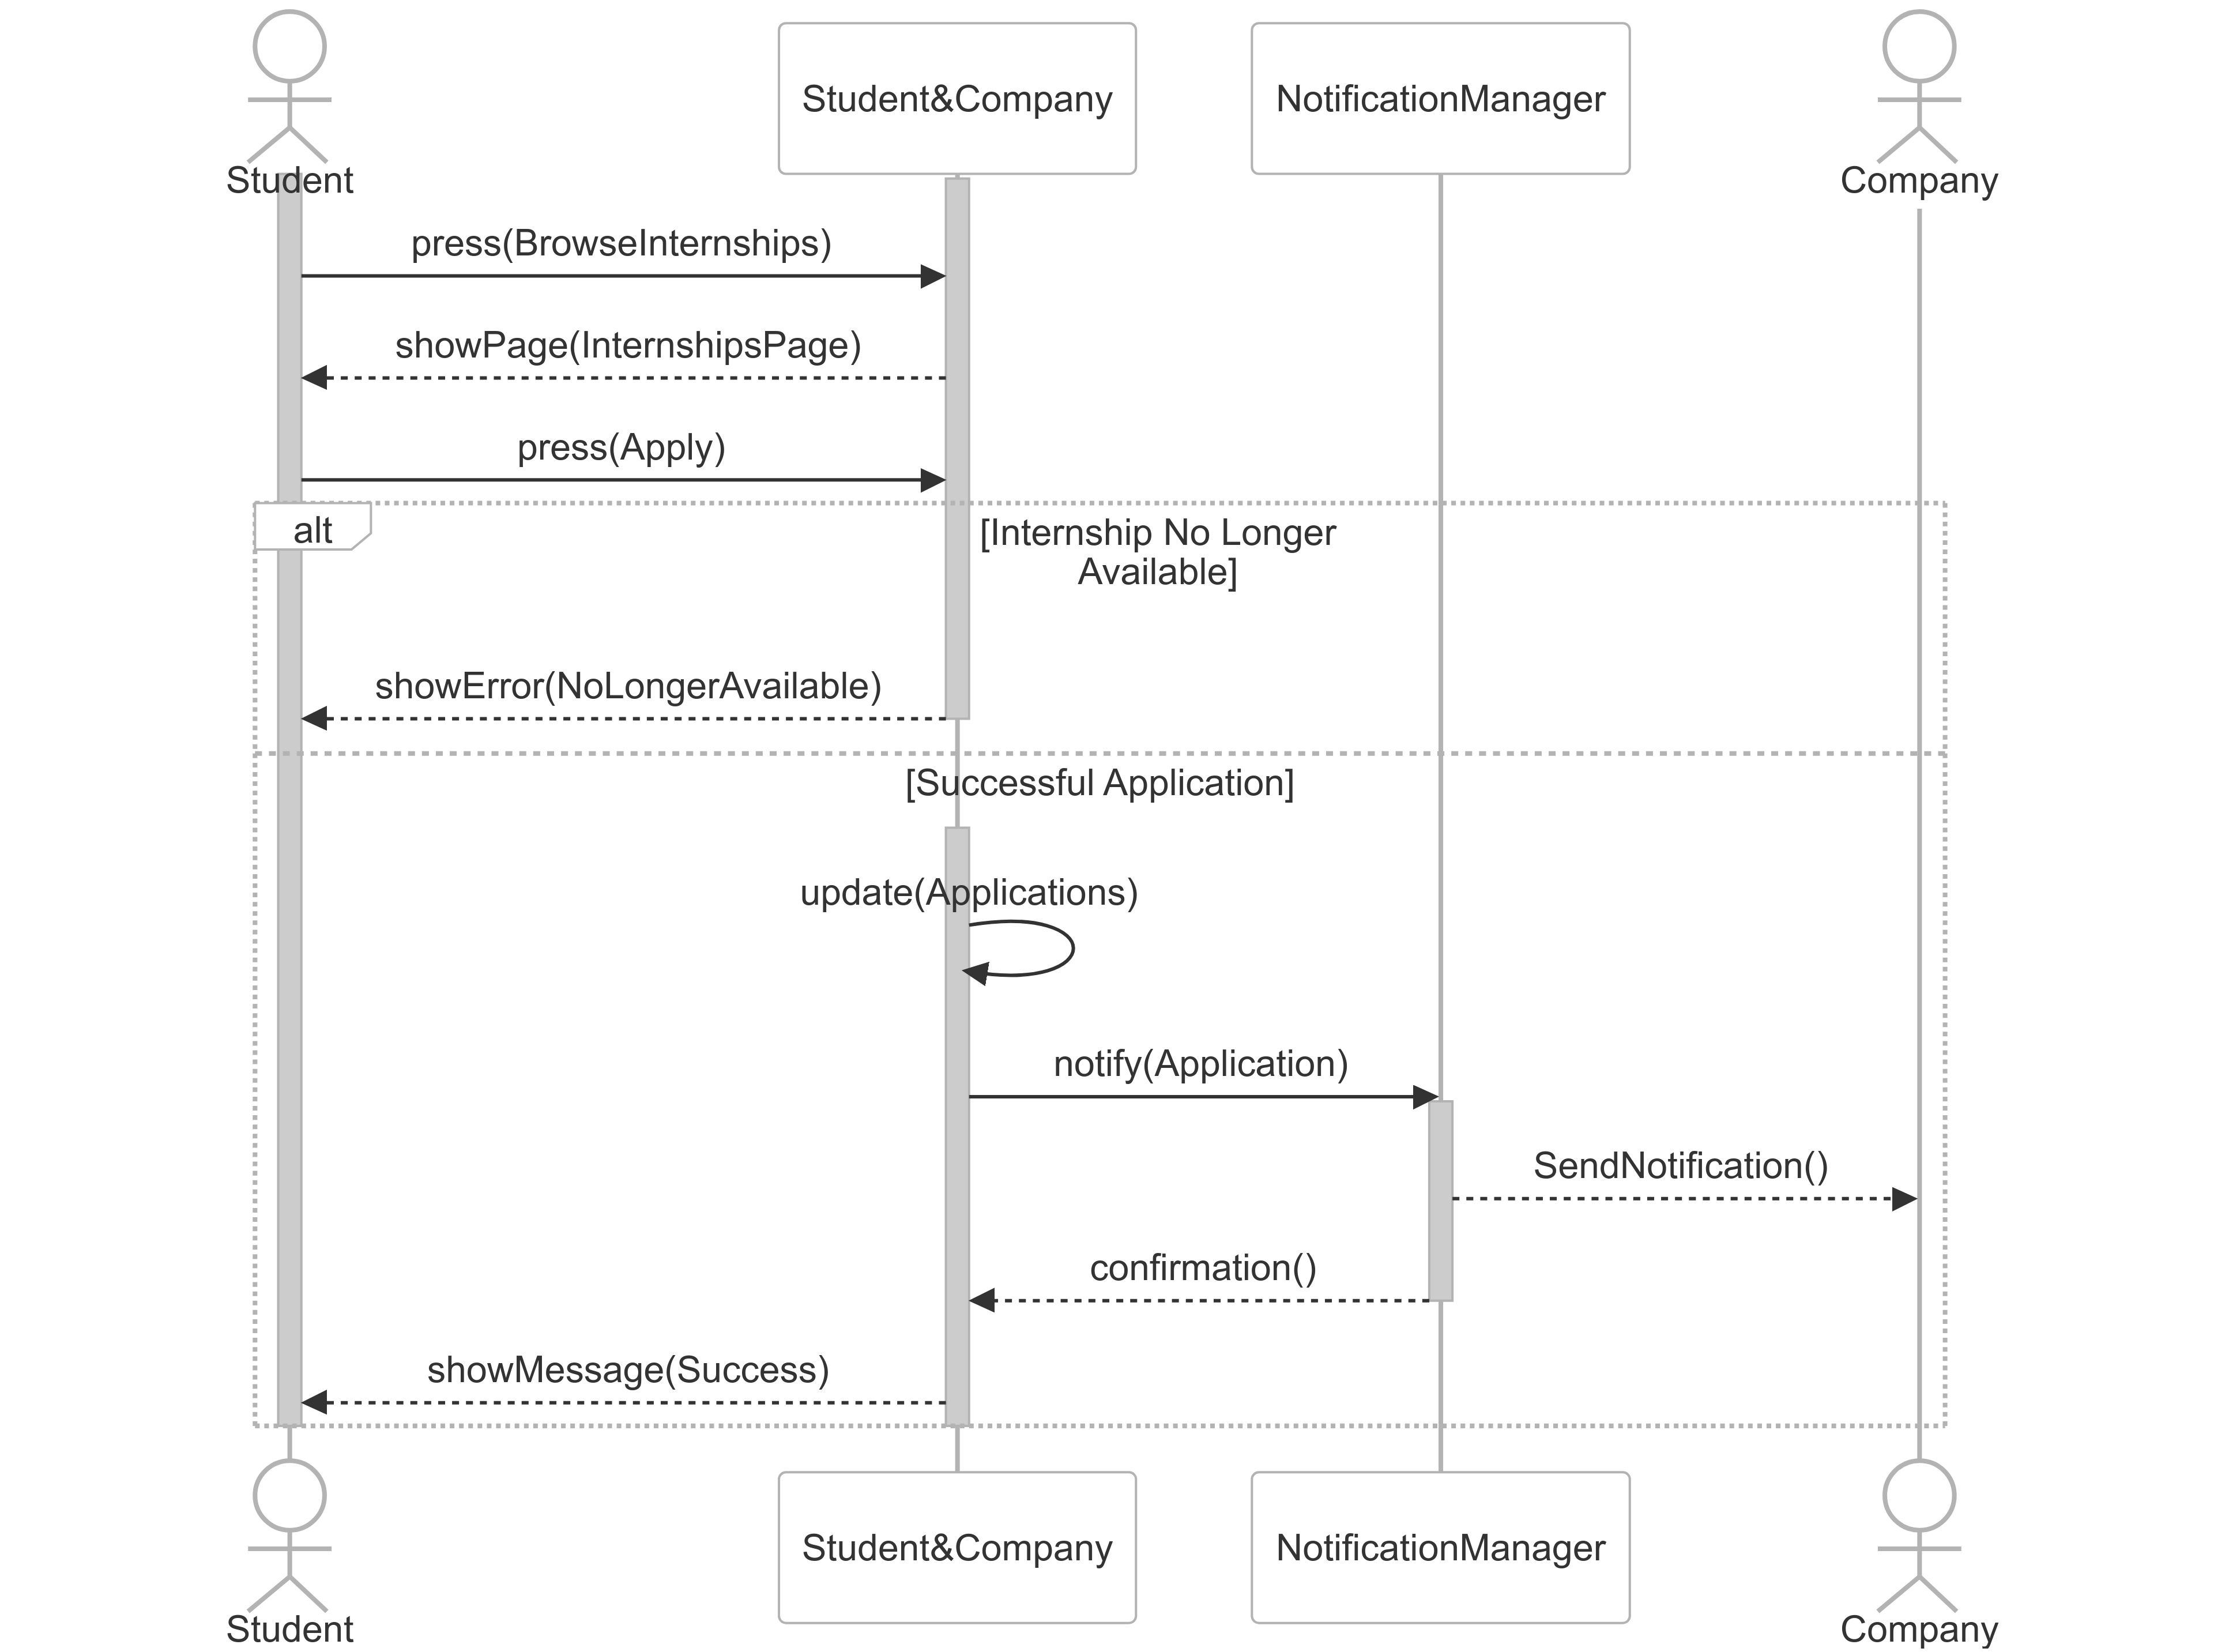 Student
Student&Company
NotificationManager
Company
press(BrowseInternships)
showPage(InternshipsPage)
press(Apply)
alt
[Internship No Longer
Available]
showError(NoLongerAvailable)
[Successful Application]
update(Applications)
notify(Application)
SendNotification()
confirmation()
showMessage(Success)
Student
Student&Company
NotificationManager
Company